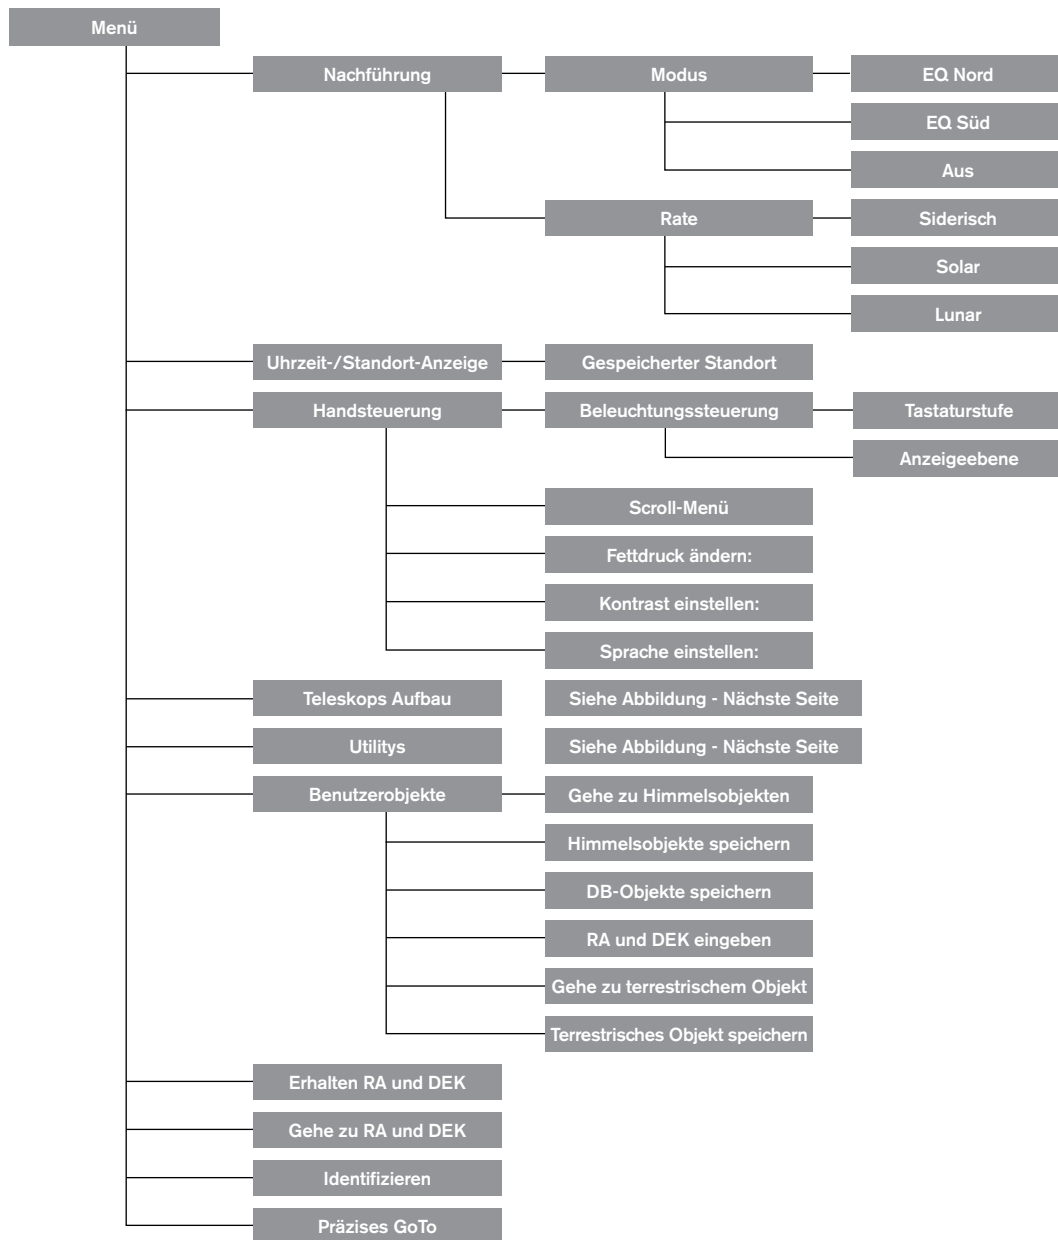 Menü
Nachführung
Modus
EQ Nord
EQ Süd
Aus
Rate
Siderisch
Solar
Lunar
Uhrzeit-/Standort-Anzeige
Gespeicherter Standort
Handsteuerung
Beleuchtungssteuerung
Tastaturstufe
Anzeigeebene
Scroll-Menü
Fettdruck ändern:
Kontrast einstellen:
Sprache einstellen:
Teleskops Aufbau
Siehe Abbildung - Nächste Seite
Utilitys
Siehe Abbildung - Nächste Seite
Benutzerobjekte
Gehe zu Himmelsobjekten
Himmelsobjekte speichern
DB-Objekte speichern
RA und DEK eingeben
Gehe zu terrestrischem Objekt
Terrestrisches Objekt speichern
Erhalten RA und DEK
Gehe zu RA und DEK
Identifizieren
Präzises GoTo